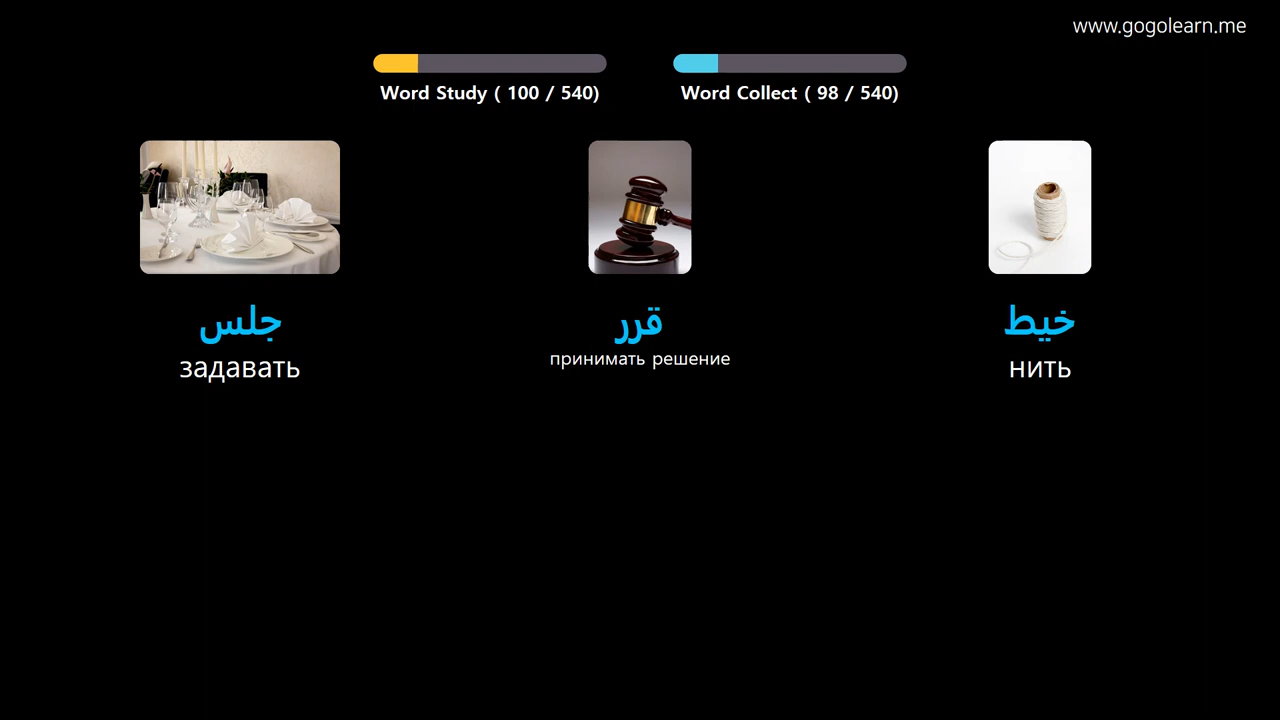 www.gogolearn.me
Word Study ( 100 / 540)
Word Collect ( 98 / 540)
جلس
задавать
قرر
принимать решение
خيط
нить